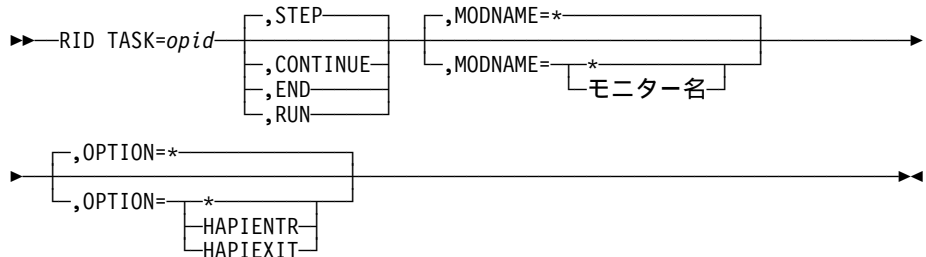 ,STEP ,MODNAME=*
RID TASK=opid
,CONTINUE ,MODNAME= *
,END モニター名
,RUN
,OPTION=*
,OPTION= *
HAPIENTR
HAPIEXIT